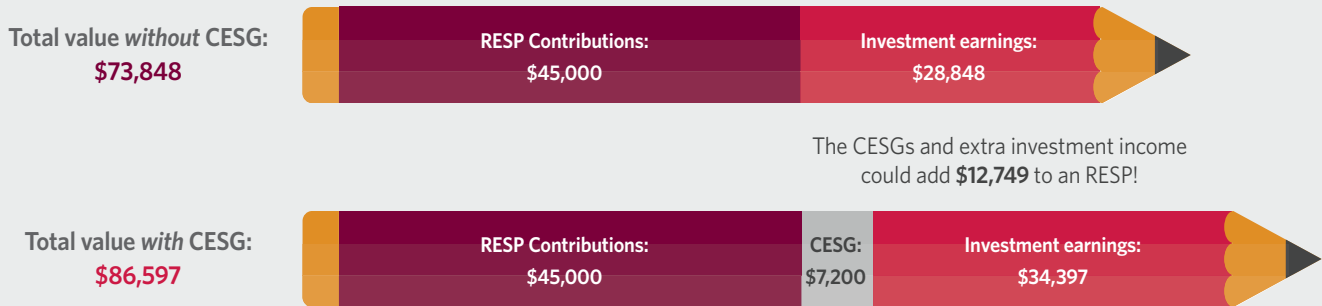 Total value without CESG:
$73,848
RESP Contributions:
$45,000
Investment earnings:
$28,848
The CESGs and extra investment income
could add $12,749 to an RESP!
Total value with CESG:
$86,597
RESP Contributions:
$45,000
CESG:
$7,200
Investment earnings:
$34,397